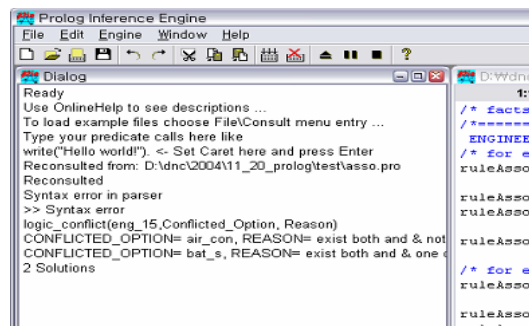 Prolog Inference Engine
File Edit Engine Window Help
Dialog
Ready
Use OnlineHelp to see descriptions ...
To load example files choose File\Consult menu entry ...
Type your predicate calls here like
write("Hello world!"). <- Set Caret here and press Enter
Reconsulted from: D:\dnc\2004\11_20_prolog\test\asso.pro
Reconsulted
Syntax error in parser
>> Syntax error
logic_conflict(eng_15,Conflicted_Option, Reason)
CONFLICTED_OPTION= air_con, REASON= exist both and & not
CONFLICTED_OPTION= bat_s, REASON= exist both and & one
2 Solutions
D:\dn
1:
/* facts
/*======
ENGINEE
/* for e
ruleAsso
ruleAsso
ruleAsso
ruleAsso
/* for e
ruleAsso
ruleAsso